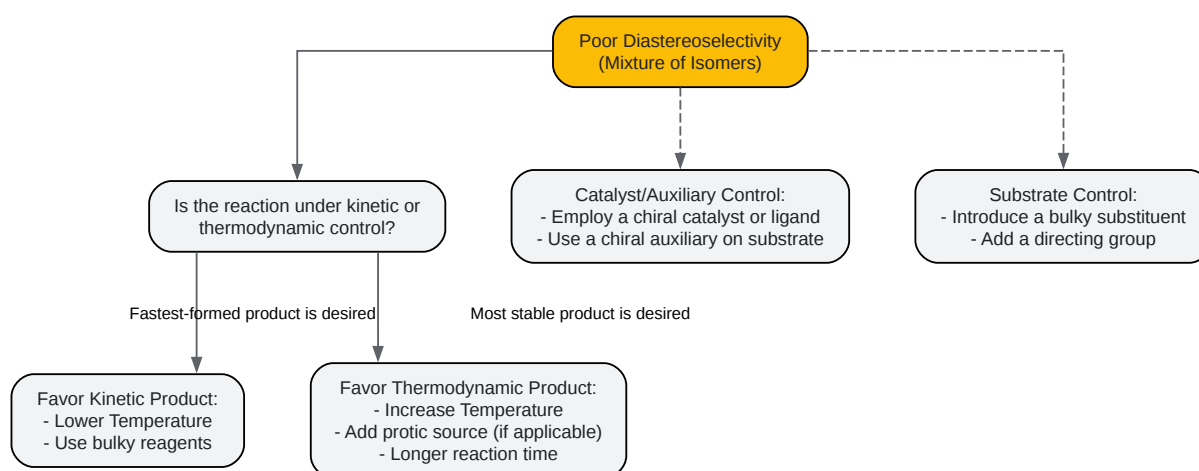 Poor Diastereoselectivity
(Mixture of Isomers)
Is the reaction under kinetic or
thermodynamic control?
Catalyst/Auxiliary Control:
- Employ a chiral catalyst or ligand
- Use a chiral auxiliary on substrate
Substrate Control:
- Introduce a bulky substituent
- Add a directing group
Fastest-formed product is desired
Most stable product is desired
Favor Kinetic Product:
- Lower Temperature
- Use bulky reagents
Favor Thermodynamic Product:
- Increase Temperature
- Add protic source (if applicable)
- Longer reaction time